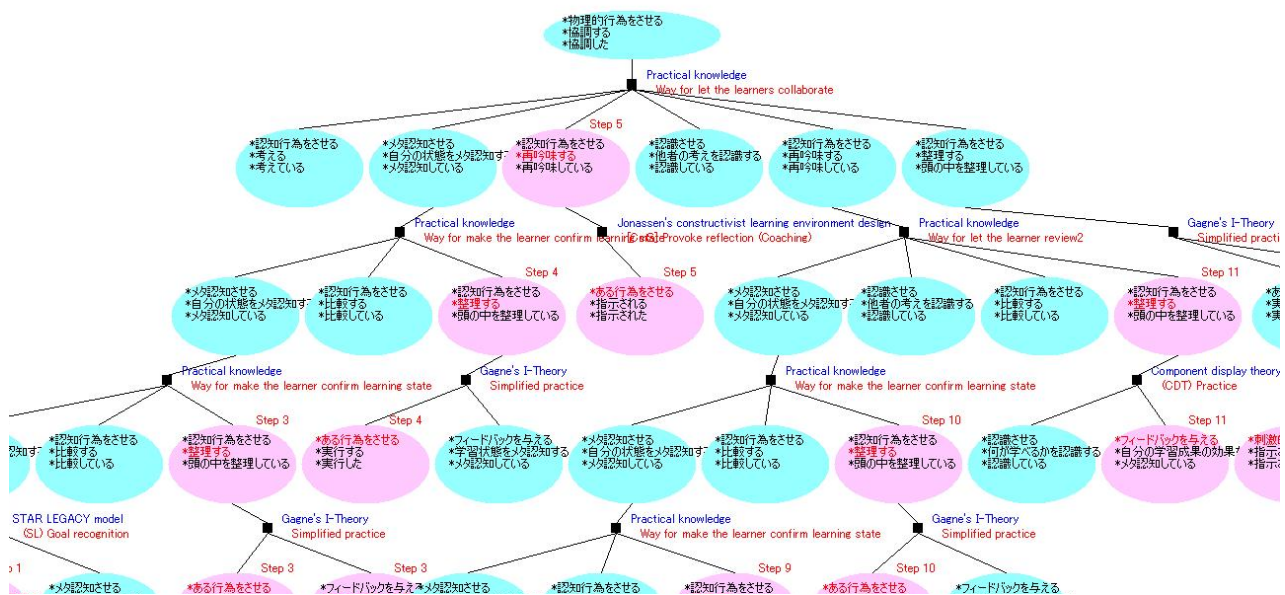 *物理的行為をさせる
*協調する
*協調した
Practical knowledge
Way for let the learners collaborate
*認知行為をさせる
*考える
*考えている
*メタ認知させる
*自分の状態をメタ認知す
*メタ認知している
Step 5
*認知行為をさせる
*再吟味する
*再吟味している
*認識させる
*他者の考えを認識する
*認識している
*認知行為をさせる
*再吟味する
*再吟味している
*認知行為をさせる
*整理する
*頭の中を整理している
Practical knowledge
Way for make the learner confirm learning state
Jonassen's constructivist learning environment design
Provoke reflection (Coaching)
Practical knowledge
Way for let the learner review2
Gagne's I-Theory
Simplified practi
*メタ認知させる
*自分の状態をメタ認知す
*メタ認知している
*認知行為をさせる
*比較する
*比較している
Step 4
*認知行為をさせる
*整理する
*頭の中を整理している
Step 5
*ある行為をさせる
*指示される
*指示された
*メタ認知させる
*自分の状態をメタ認知す
*メタ認知している
*認識させる
*他者の考えを認識する
*認識している
*認知行為をさせる
*比較する
*比較している
Step 11
*認知行為をさせる
*整理する
*頭の中を整理している
Practical knowledge
Way for make the learner confirm learning state
Gagne's I-Theory
Simplified practice
Practical knowledge
Way for make the learner confirm learning state
Component display theory
(CDT) Practice
*認知行為をさせる
*比較する
*比較している
Step 3
*認知行為をさせる
*整理する
*頭の中を整理している
Step 4
*ある行為をさせる
*実行する
*実行した
*フィードバックを与える
*学習状態をメタ認知す
*メタ認知している
*メタ認知させる
*自分の状態をメタ認知す
*メタ認知している
*認知行為をさせる
*比較する
*比較している
Step 10
*認知行為をさせる
*整理する
*頭の中を整理している
*認識させる
*何が学べるかを認識する
*認識している
Step 11
*フィードバックを与える
*自分の学習成果の効果
*メタ認知している
STAR LEGACY model
(SL) Goal recognition
Gagne's I-Theory
Simplified practice
Practical knowledge
Way for make the learner confirm learning state
Gagne's I-Theory
Simplified practice
*メタ認知させる
Step 3
*ある行為をさせる
Step 3
*フィードバックを与え
*メタ認知させる
*認知行為をさせる
Step 9
*認知行為をさせる
Step 10
*ある行為をさせる
*フィードバックを与える